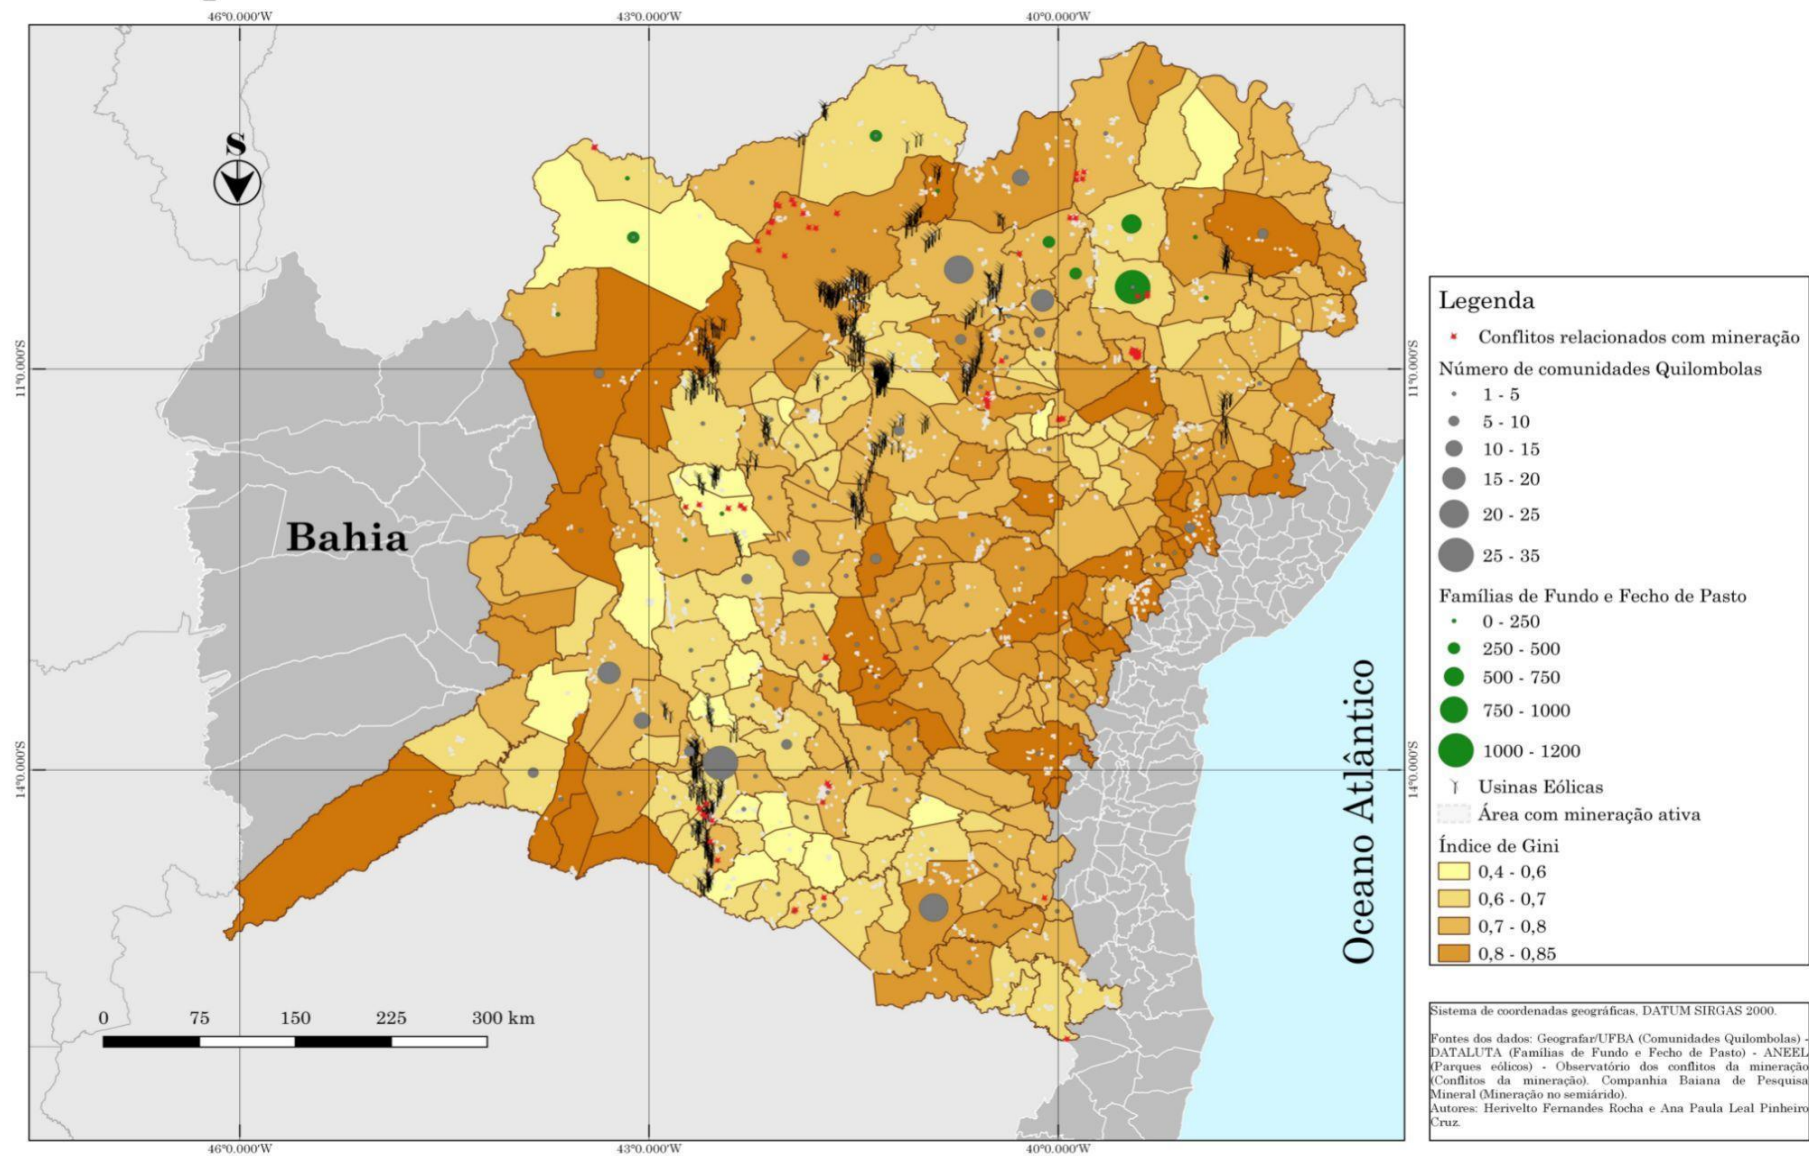 46°0.000'W
43°0.000'W
40°0.000'W
S
11°0.000'S
11°0.000'S
Bahia
Oceano Atlântico
14°0.000'S
14°0.000'S
0 75 150 225 300 km
46°0.000'W
43°0.000'W
40°0.000'W
Legenda
Conflitos relacionados com mineração
Número de comunidades Quilombolas
1 - 5
5 - 10
10 - 15
15 - 20
20 - 25
25 - 35
Famílias de Fundo e Fecho de Pasto
0 - 250
250 - 500
500 - 750
750 - 1000
1000 - 1200
Usinas Eólicas
Área com mineração ativa
Índice de Gini
0,4 - 0,6
0,6 - 0,7
0,7 - 0,8
0,8 - 0,85
Sistema de coordenadas geográficas, DATUM SIRGAS 2000.
Fontes dos dados: Geografar/UFBA (Comunidades Quilombolas) -
DATALUTA (Famílias de Fundo e Fecho de Pasto) - ANEEL
(Parques eólicos) - Observatório dos conflitos da mineração
(Conflitos da mineração). Companhia Baiana de Pesquisa
Mineral (Mineração no semiárido).
Autores: Herivelto Fernandes Rocha e Ana Paula Leal Pinheiro
Cruz.